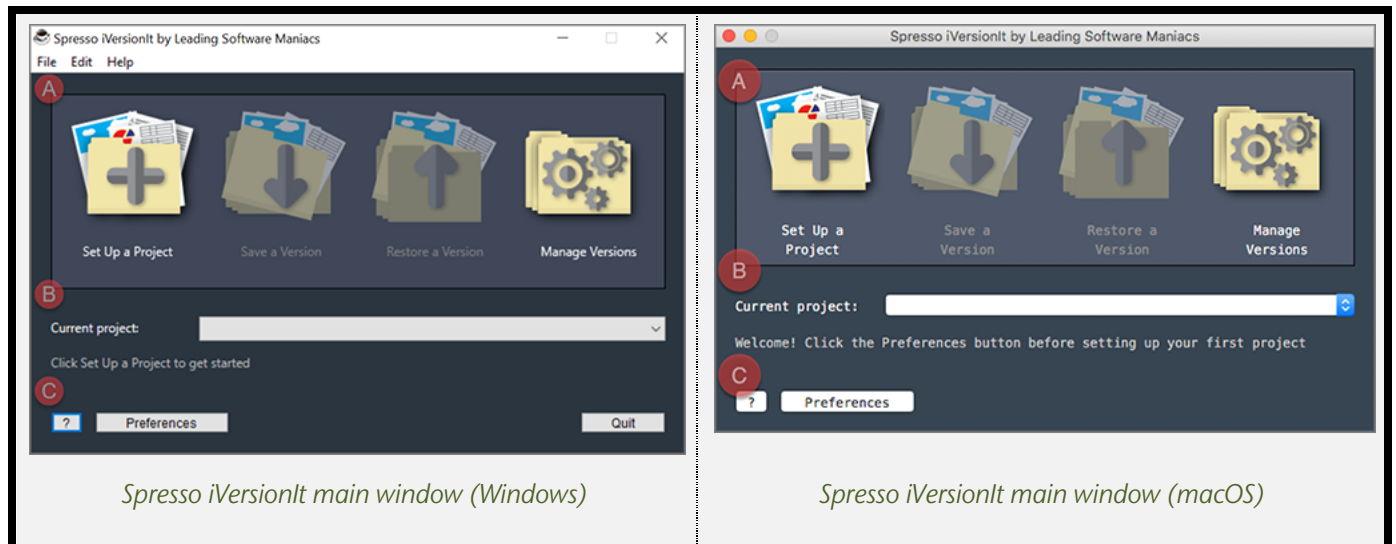 Spresso iVersionIt by Leading Software Maniacs
File Edit Help
A
Set Up a Project Save a Version Restore a Version Manage Versions
B
Current project:
Click Set Up a Project to get started
C
? Preferences Quit
Spresso iVersionIt main window (Windows)
Spresso iVersionIt by Leading Software Maniacs
A
Set Up a Save a Restore a Manage
Project Version Version Versions
B
Current project:
Welcome! Click the Preferences button before setting up your first project
C
? Preferences
Spresso iVersionIt main window (macOS)